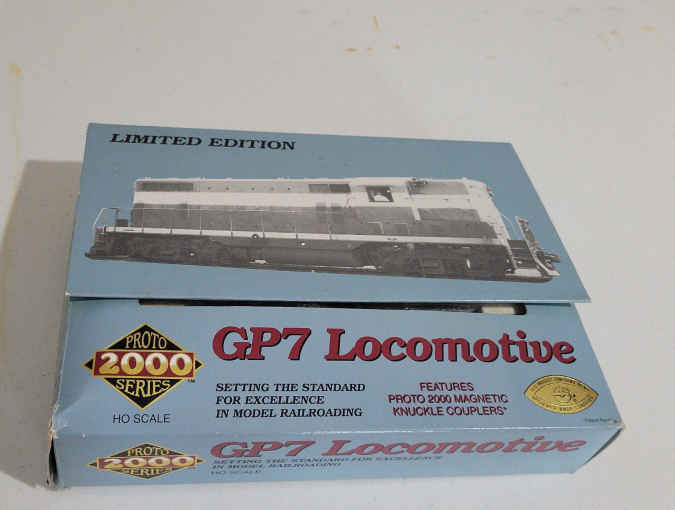 LIMITED EDITION
PROTO
2000
SERIES
™
HO SCALE
GP7 Locomotive
SETTING THE STANDARD
FOR EXCELLENCE
IN MODEL RAILROADING
FEATURES
PROTO 2000 MAGNETIC
KNUCKLE COUPLERS*
PROTO
2000
SERIES
GP7 Locomotive
SETTING THE STANDARD FOR EXCELLENCE
IN MODEL RAILROADING
HO SCALE